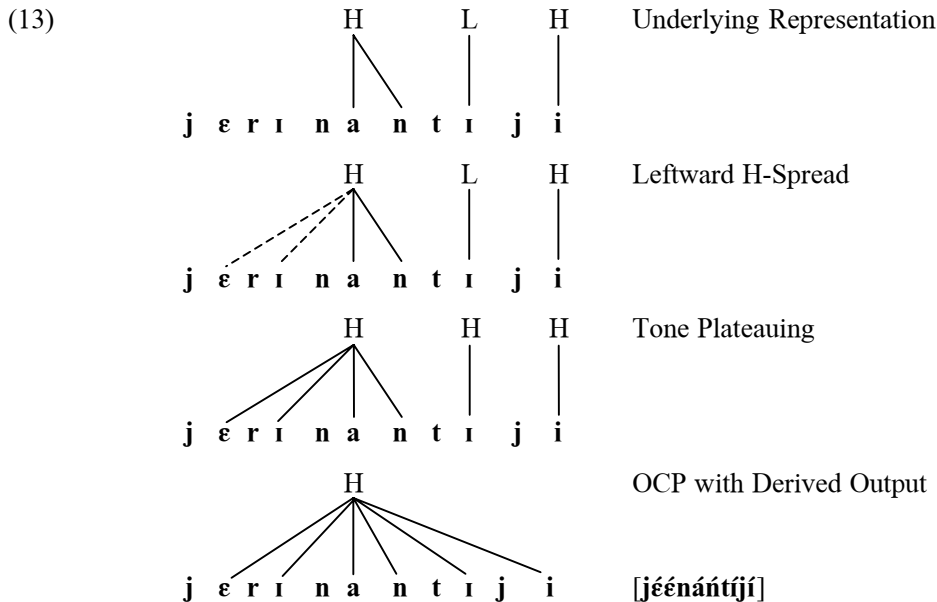 (13) H L H Underlying Representation
j ɛ r ɪ n a n t ɪ j i
H L H Leftward H-Spread
j ɛ r ɪ n a n t ɪ j i
H H H Tone Plateauing
j ɛ r ɪ n a n t ɪ j i
H OCP with Derived Output
j ɛ r ɪ n a n t ɪ j i [jɛ́ɛ́náńtíjí]